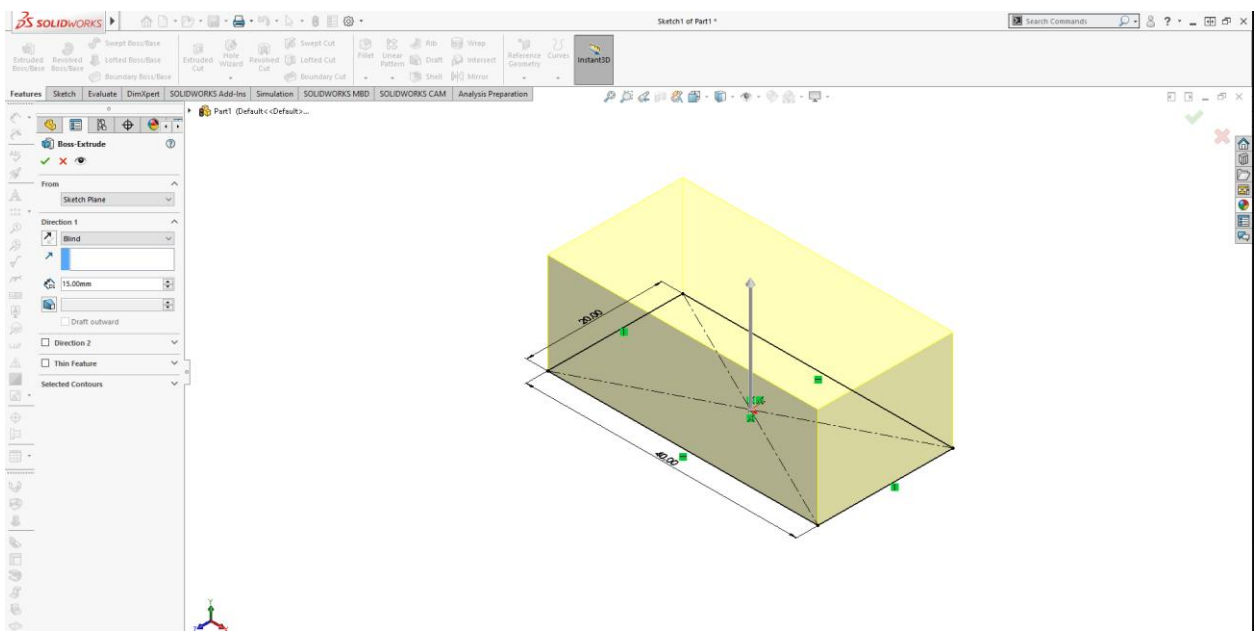 SOLIDWORKS
Sketch1 of Part1 *
Search Commands
Extruded Boss/Base
Revolved Boss/Base
Swept Boss/Base
Lofted Boss/Base
Boundary Boss/Base
Extruded Cut
Hole Wizard
Revolved Cut
Swept Cut
Lofted Cut
Boundary Cut
Fillet
Linear Pattern
Rib
Draft
Shell
Wrap
Intersect
Mirror
Reference Geometry
Curves
Instant3D
Features Sketch Evaluate DimXpert SOLIDWORKS Add-Ins Simulation SOLIDWORKS MBD SOLIDWORKS CAM Analysis Preparation
Part1 (Default<<Default>...
Boss-Extrude
From
Sketch Plane
Direction 1
Blind
15.00mm
Draft outward
Direction 2
Thin Feature
Selected Contours
20.00
40.00
Y
Z
X